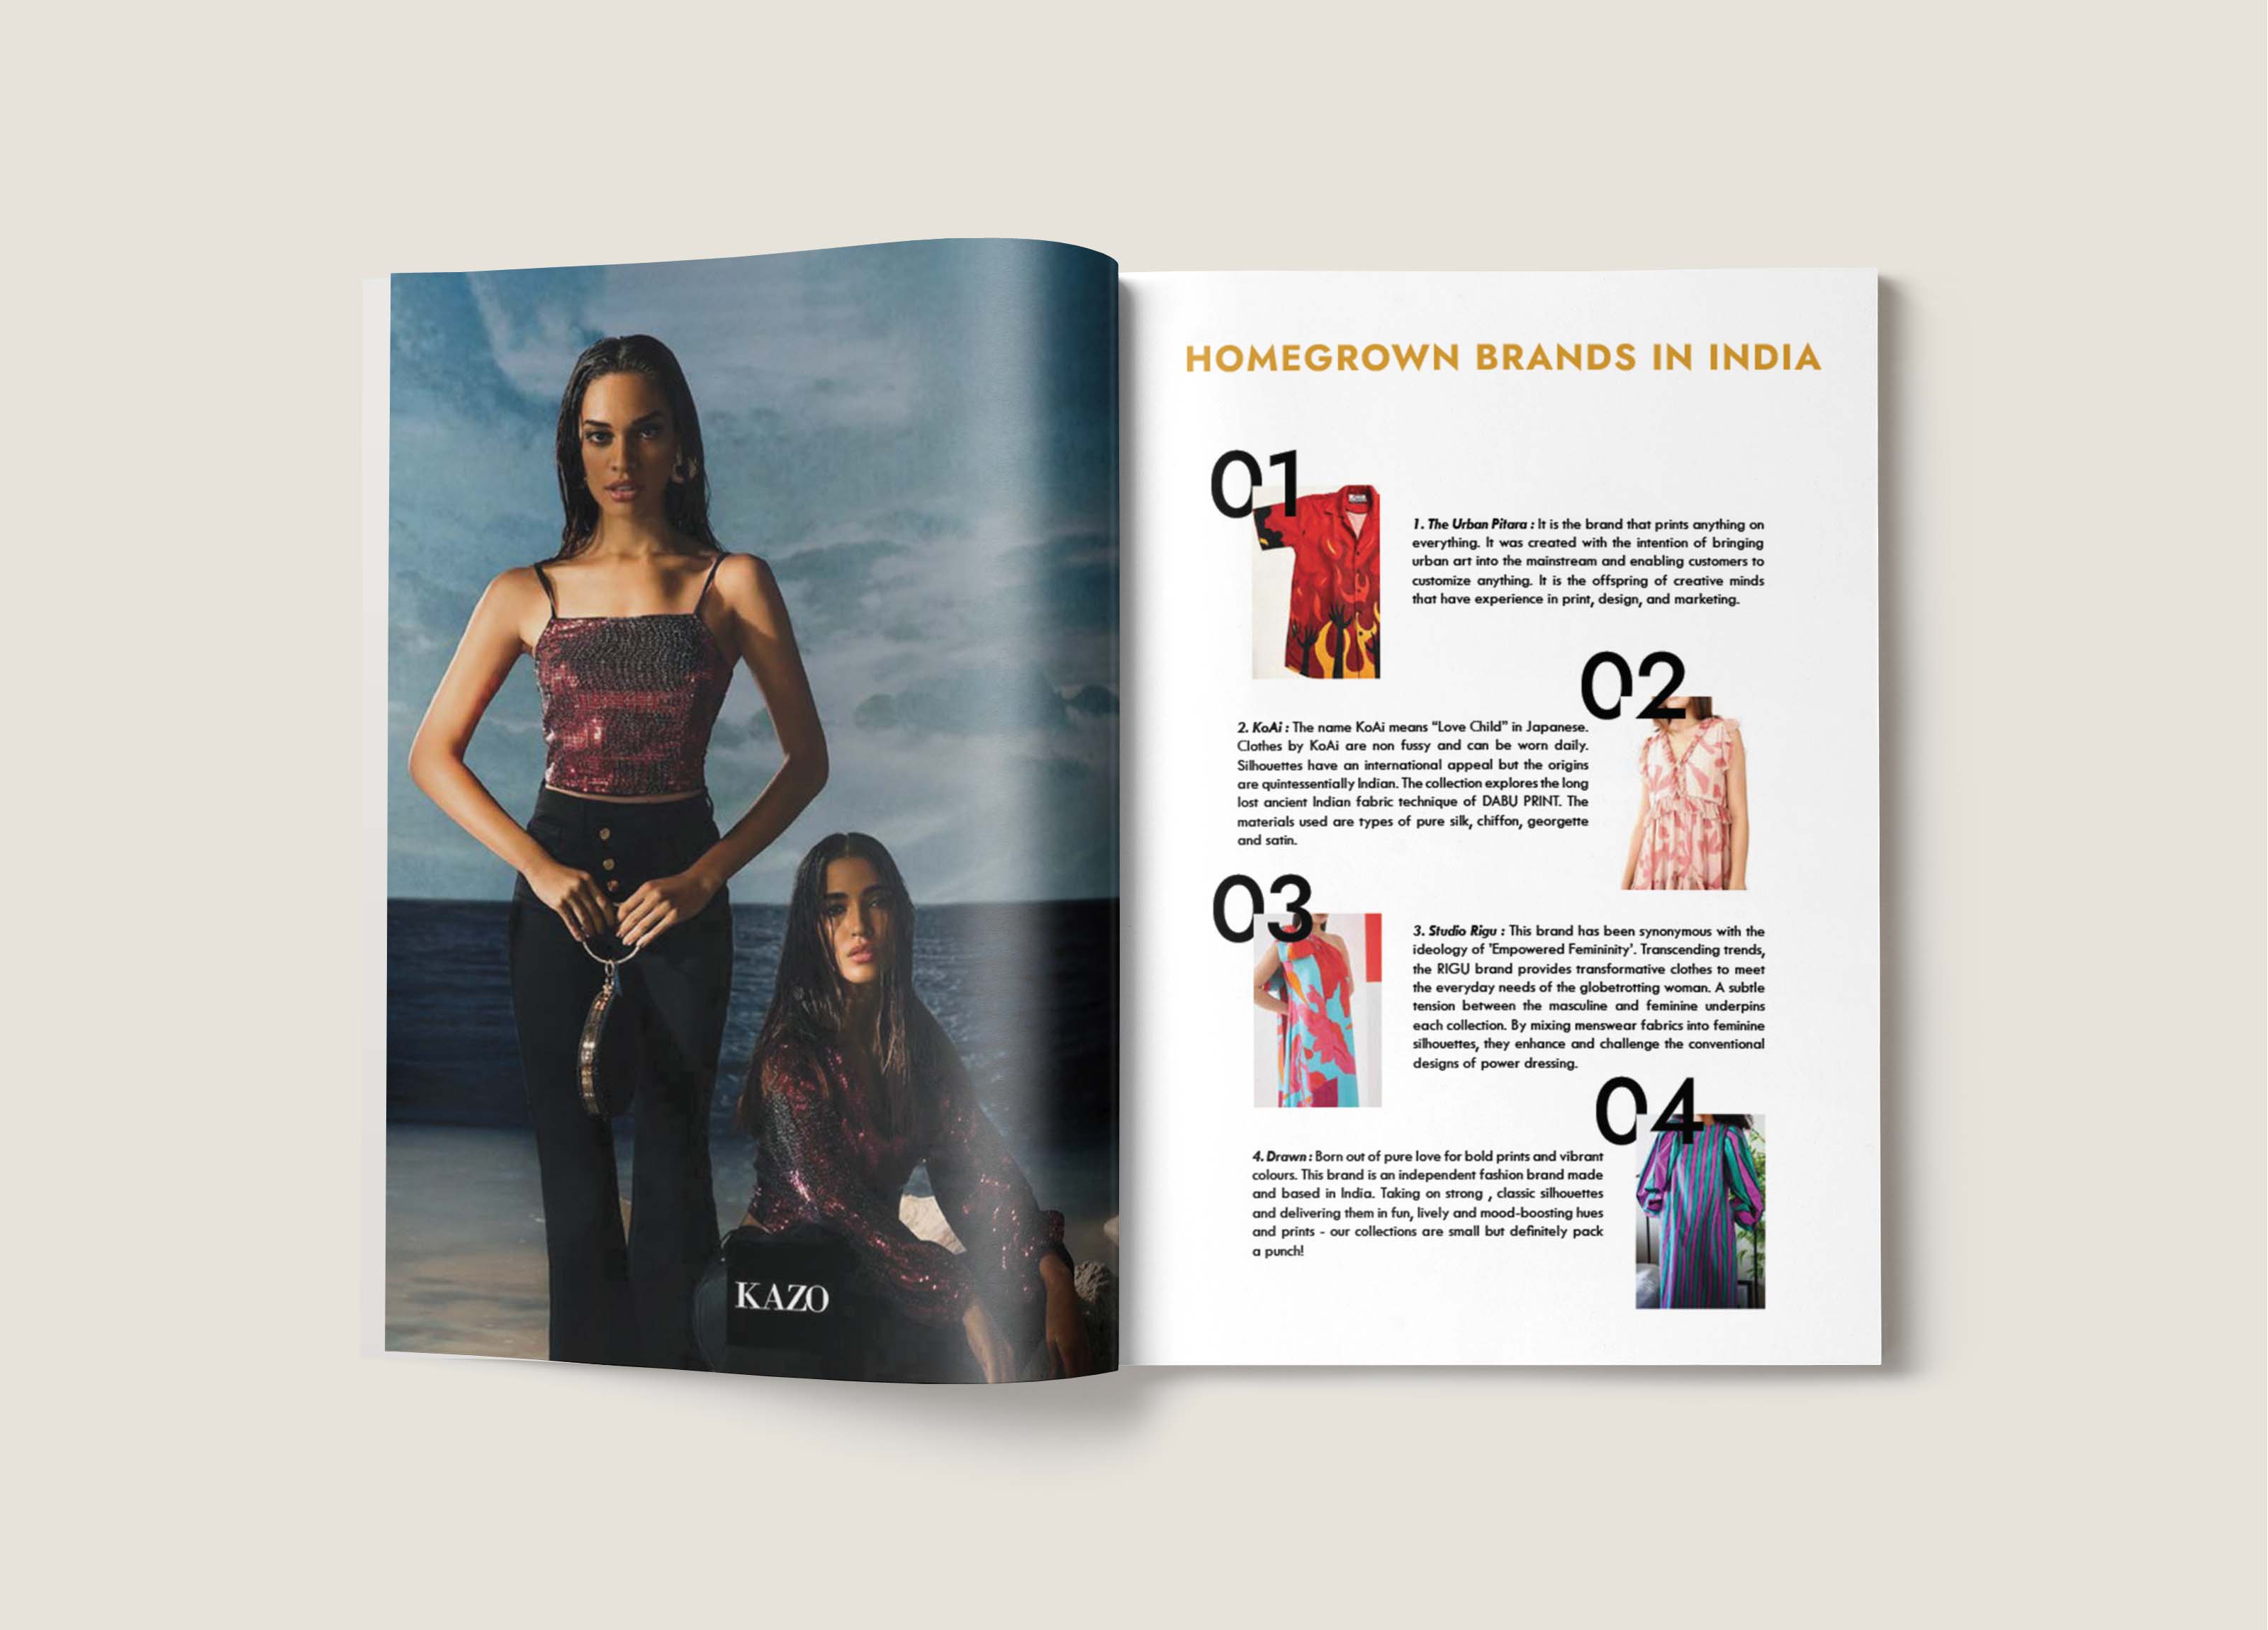 KAZO
HOMEGROWN BRANDS IN INDIA
01
1. The Urban Pitara : It is the brand that prints anything on
everything. It was created with the intention of bringing
urban art into the mainstream and enabling customers to
customize anything. It is the offspring of creative minds
that have experience in print, design, and marketing.
02
2. KoAi : The name KoAi means “Love Child” in Japanese.
Clothes by KoAi are non fussy and can be worn daily.
Silhouettes have an international appeal but the origins
are quintessentially Indian. The collection explores the long
lost ancient Indian fabric technique of DABU PRINT. The
materials used are types of pure silk, chiffon, georgette
and satin.
03
3. Studio Rigu : This brand has been synonymous with the
ideology of 'Empowered Femininity'. Transcending trends,
the RIGU brand provides transformative clothes to meet
the everyday needs of the globetrotting woman. A subtle
tension between the masculine and feminine underpins
each collection. By mixing menswear fabrics into feminine
silhouettes, they enhance and challenge the conventional
designs of power dressing.
04
4. Drawn : Born out of pure love for bold prints and vibrant
colours. This brand is an independent fashion brand made
and based in India. Taking on strong , classic silhouettes
and delivering them in fun, lively and mood-boosting hues
and prints - our collections are small but definitely pack
a punch!